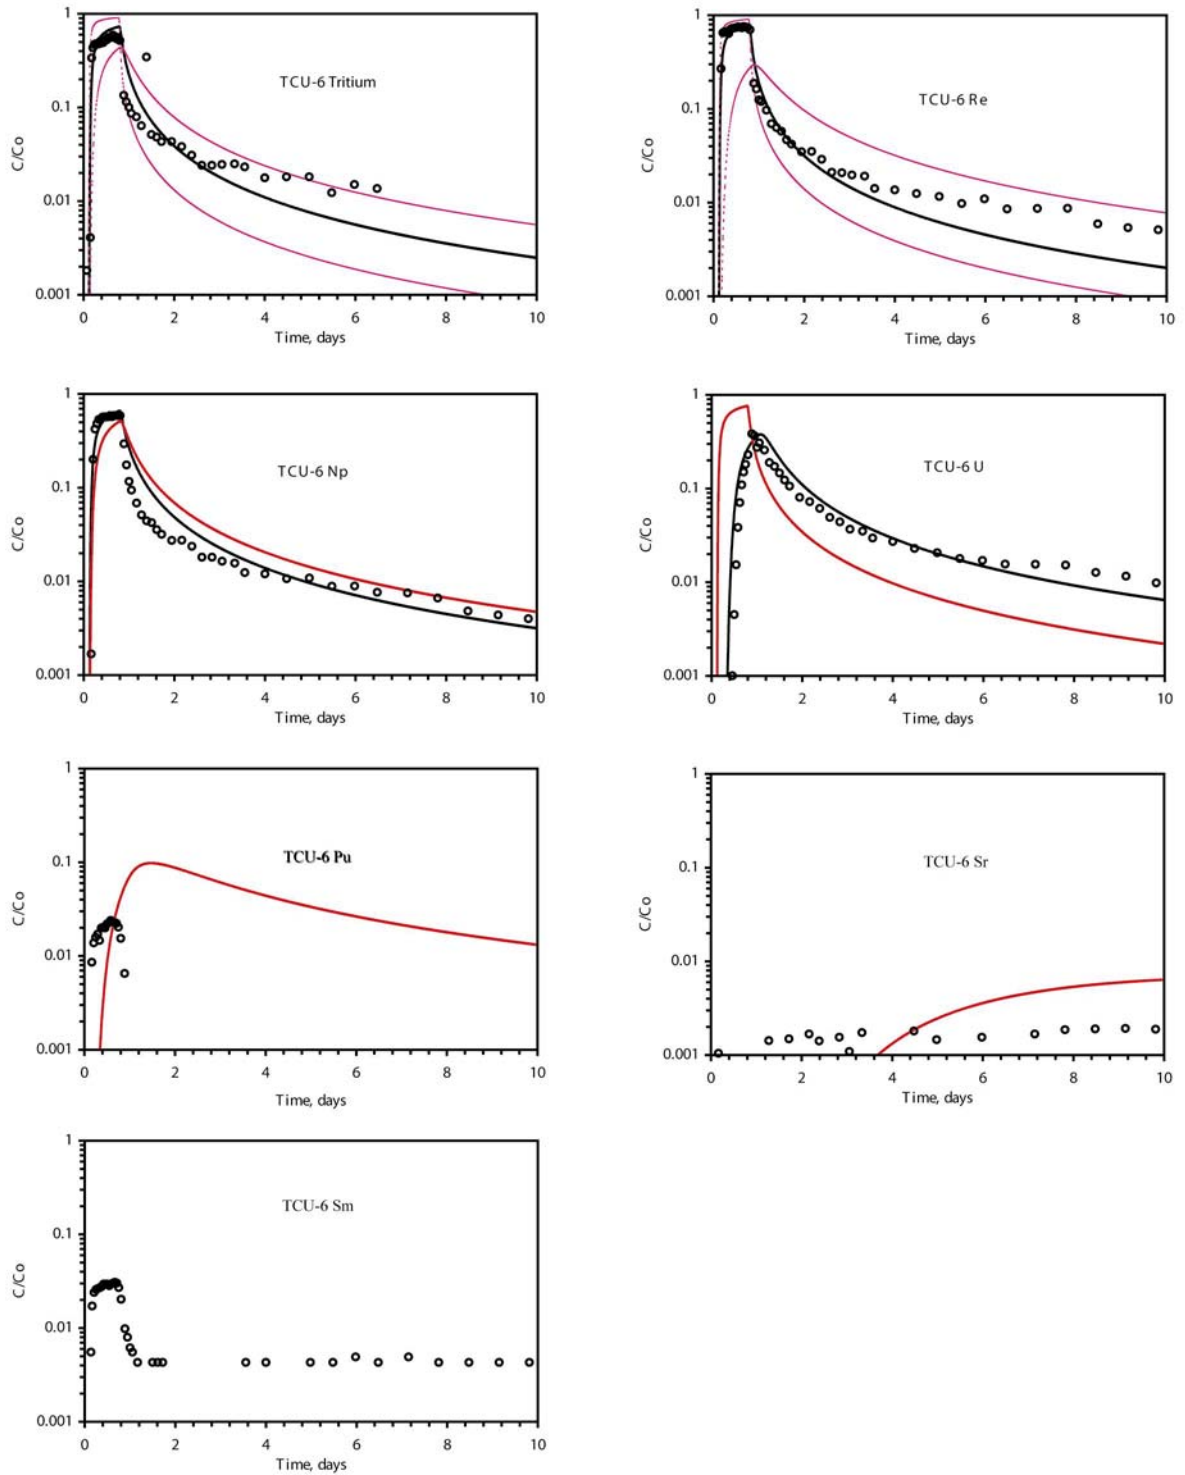 1
0.1
0.01
0.001
C/Co
TCU-6 Tritium
0 2 4 6 8 10
Time, days
1
0.1
0.01
0.001
C/Co
TCU-6 Re
0 2 4 6 8 10
Time, days
1
0.1
0.01
0.001
C/Co
TCU-6 Np
0 2 4 6 8 10
Time, days
1
0.1
0.01
0.001
C/Co
TCU-6 U
0 2 4 6 8 10
Time, days
1
0.1
0.01
0.001
C/Co
TCU-6 Pu
0 2 4 6 8 10
Time, days
1
0.1
0.01
0.001
C/Co
TCU-6 Sr
0 2 4 6 8 10
Time, days
1
0.1
0.01
0.001
C/Co
TCU-6 Sm
0 2 4 6 8 10
Time, days